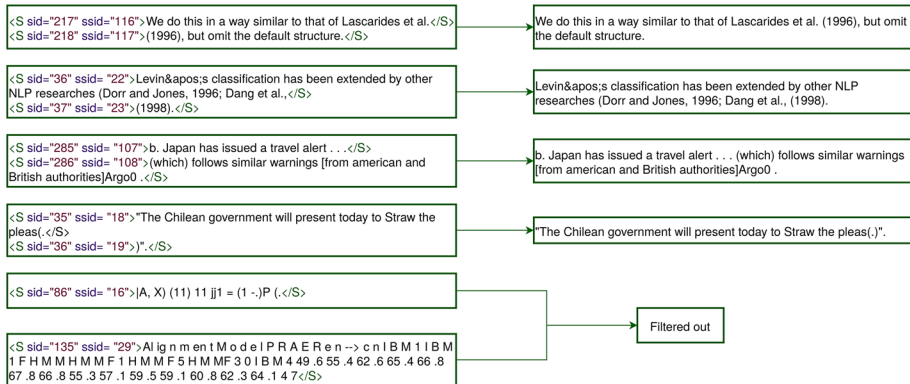 <S sid="217" ssid="116">We do this in a way similar to that of Lascarides et al.</S>
<S sid="218" ssid="117">(1996), but omit the default structure.</S>
We do this in a way similar to that of Lascarides et al. (1996), but omit
the default structure.
<S sid="36" ssid= "22">Levin&apos;s classification has been extended by other
NLP researches (Dorr and Jones, 1996; Dang et al.,</S>
<S sid="37" ssid= "23">(1998).</S>
Levin&apos;s classification has been extended by other NLP
researches (Dorr and Jones, 1996; Dang et al., (1998).
<S sid="285" ssid= "107">b. Japan has issued a travel alert . . .</S>
<S sid="286" ssid= "108">(which) follows similar warnings [from american and
British authorities]Argo0 .</S>
b. Japan has issued a travel alert . . . (which) follows similar warnings
[from american and British authorities]Argo0 .
<S sid="35" ssid= "18">"The Chilean government will present today to Straw the
pleas(.</S>
<S sid="36" ssid= "19">)".</S>
"The Chilean government will present today to Straw the pleas(.)".
<S sid="86" ssid= "16">|A, X) (11) 11 jj1 = (1 -.)P (.</S>
Filtered out
<S sid="135" ssid= "29">Al ig n m en t M o d e l P R A E R e n --> c n I B M 1 I B M
1 F H M M H M M F 1 H M M F 5 H M MF 3 0 I B M 4 49 .6 55 .4 62 .6 65 .4 66 .8
67 .8 66 .8 55 .3 57 .1 59 .5 59 .1 60 .8 62 .3 64 .1 4 7</S>